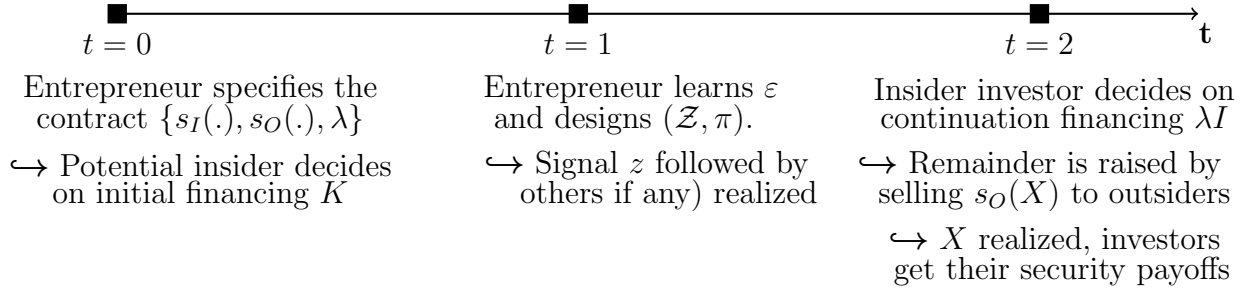 t
t = 0
t = 1
t = 2
Entrepreneur specifies the
contract {s_I(.), s_O(.), λ}
↪ Potential insider decides
on initial financing K
Entrepreneur learns ε
and designs (𝒵, π).
↪ Signal z followed by
others if any) realized
Insider investor decides on
continuation financing λI
↪ Remainder is raised by
selling s_O(X) to outsiders
↪ X realized, investors
get their security payoffs